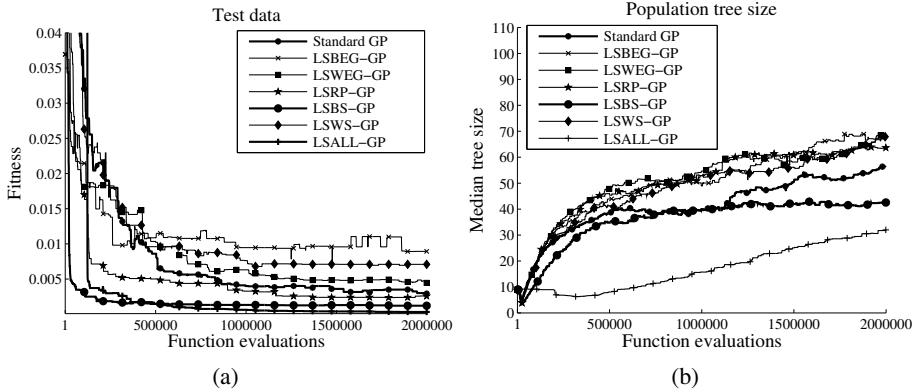 Test data
0.04
0.035
0.03
0.025
0.02
0.015
0.01
0.005
Fitness
Standard GP
LSBEG−GP
LSWEG−GP
LSRP−GP
LSBS−GP
LSWS−GP
LSALL−GP
1 500000 1000000 1500000 2000000
Function evaluations
(a)
Population tree size
110
100
90
80
70
60
50
40
30
20
10
0
Median tree size
Standard GP
LSBEG−GP
LSWEG−GP
LSRP−GP
LSBS−GP
LSWS−GP
LSALL−GP
1 500000 1000000 1500000 2000000
Function evaluations
(b)